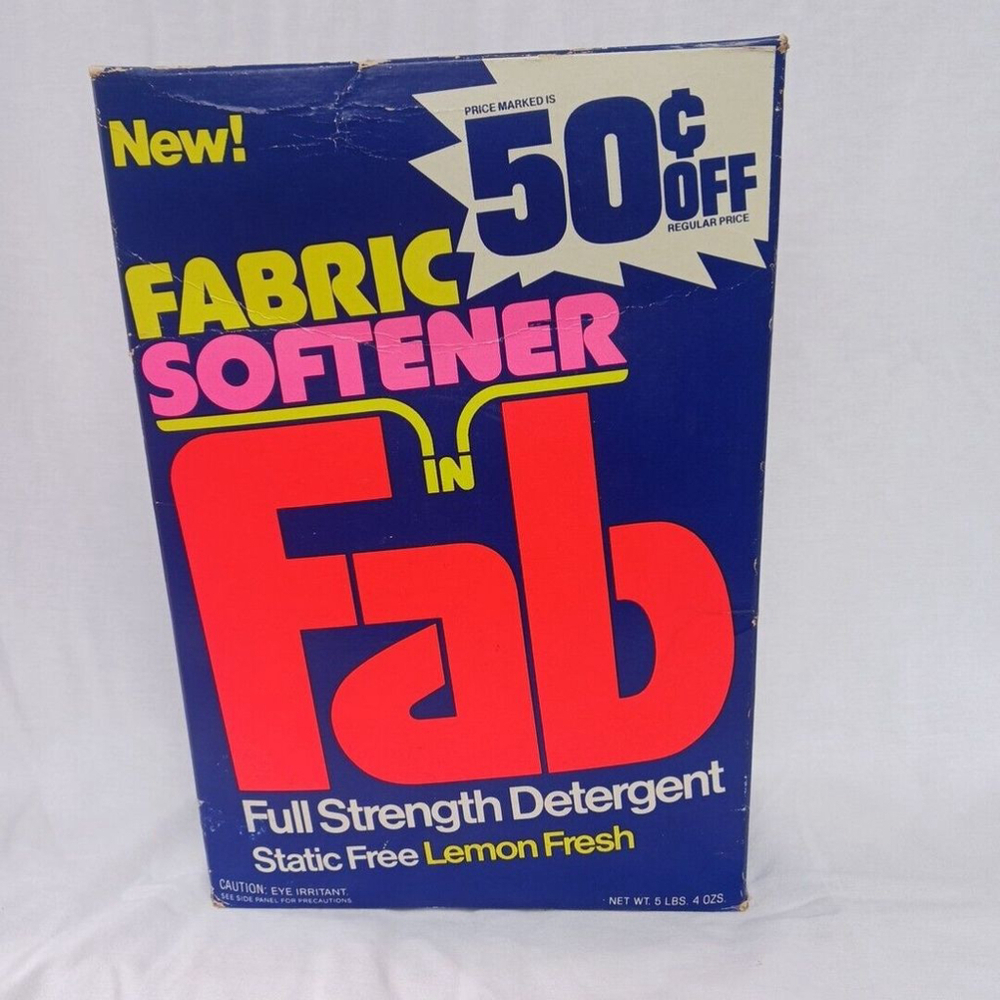 New!
PRICE MARKED IS
50¢
OFF
REGULAR PRICE
FABRIC
SOFTENER
IN
Fab
Full Strength Detergent
Static Free Lemon Fresh
CAUTION: EYE IRRITANT.
SEE SIDE PANEL FOR PRECAUTIONS
NET WT. 5 LBS. 4 OZS.